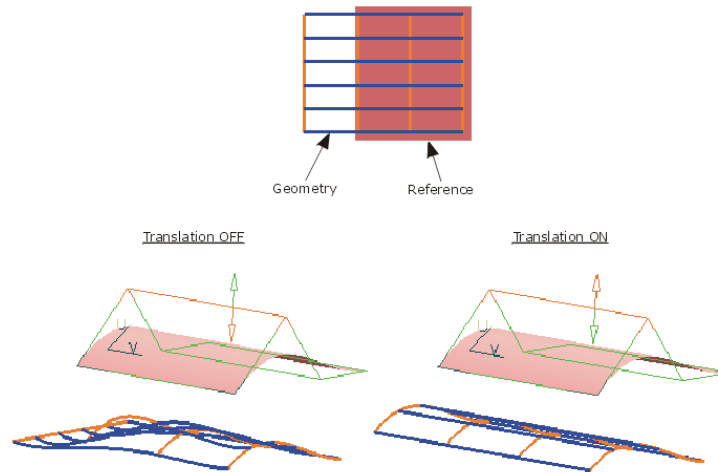 Geometry
Reference
Translation OFF
Translation ON
U
V
U
V